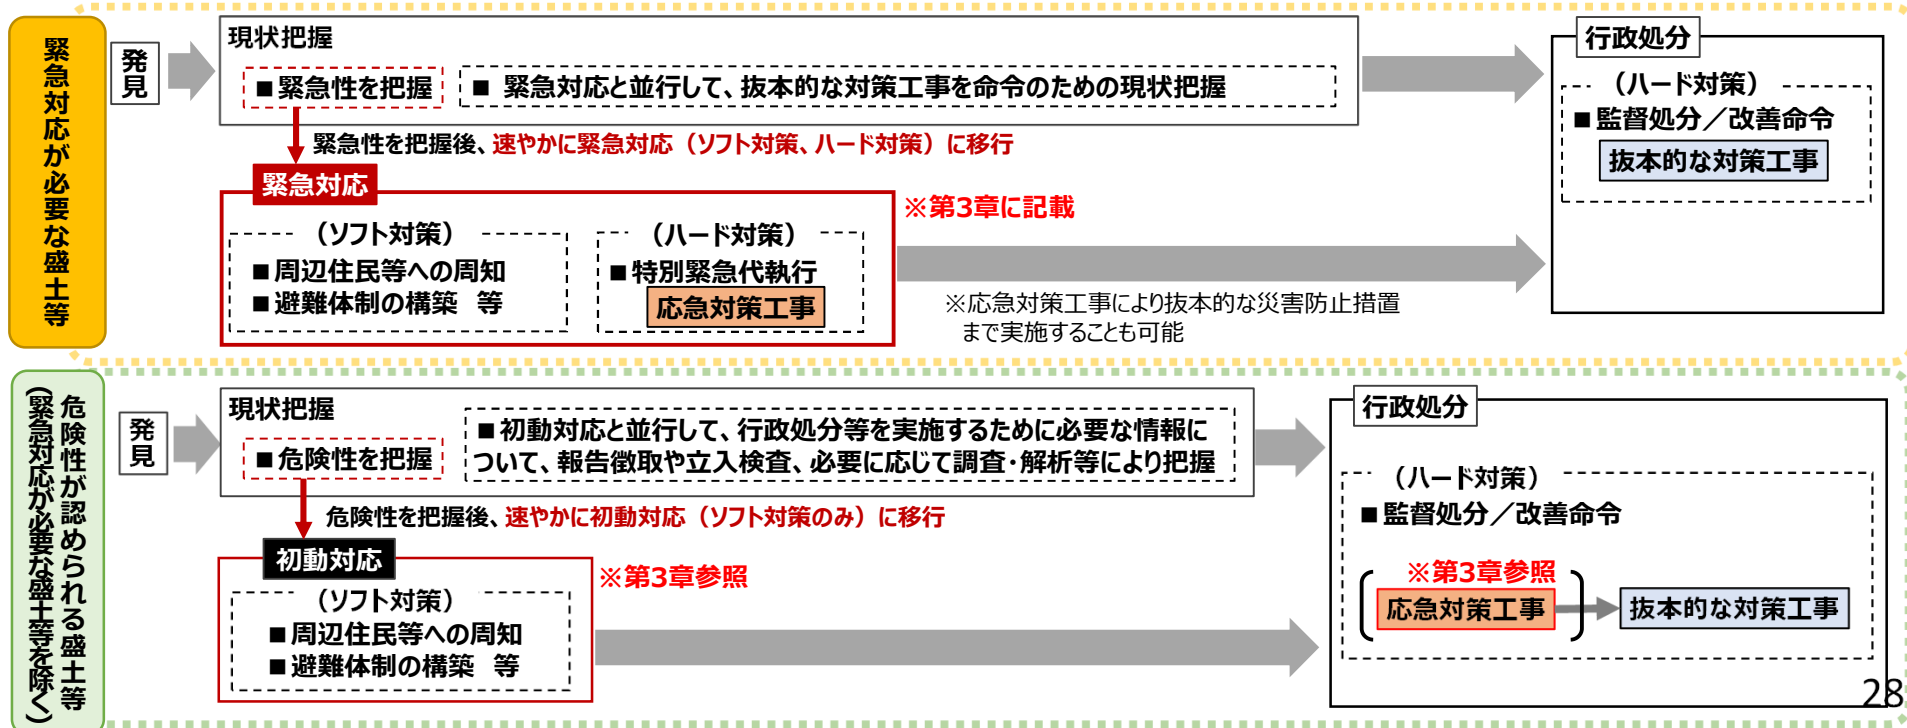 緊急対応が必要な盛土等
発見
現状把握
■緊急性を把握
■ 緊急対応と並行して、抜本的な対策工事を命令のための現状把握
緊急性を把握後、速やかに緊急対応（ソフト対策、ハード対策）に移行
緊急対応
（ソフト対策）
■周辺住民等への周知
■避難体制の構築 等
（ハード対策）
■特別緊急代執行
応急対策工事
※第3章に記載
※応急対策工事により抜本的な災害防止措置
まで実施することも可能
行政処分
（ハード対策）
■監督処分／改善命令
抜本的な対策工事
危険性が認められる盛土等
（緊急対応が必要な盛土等を除く）
発見
現状把握
■危険性を把握
■初動対応と並行して、行政処分等を実施するために必要な情報に
ついて、報告徴取や立入検査、必要に応じて調査・解析等により把握
危険性を把握後、速やかに初動対応（ソフト対策のみ）に移行
初動対応
（ソフト対策）
■周辺住民等への周知
■避難体制の構築 等
※第3章参照
行政処分
（ハード対策）
■監督処分／改善命令
※第3章参照
応急対策工事
抜本的な対策工事
28